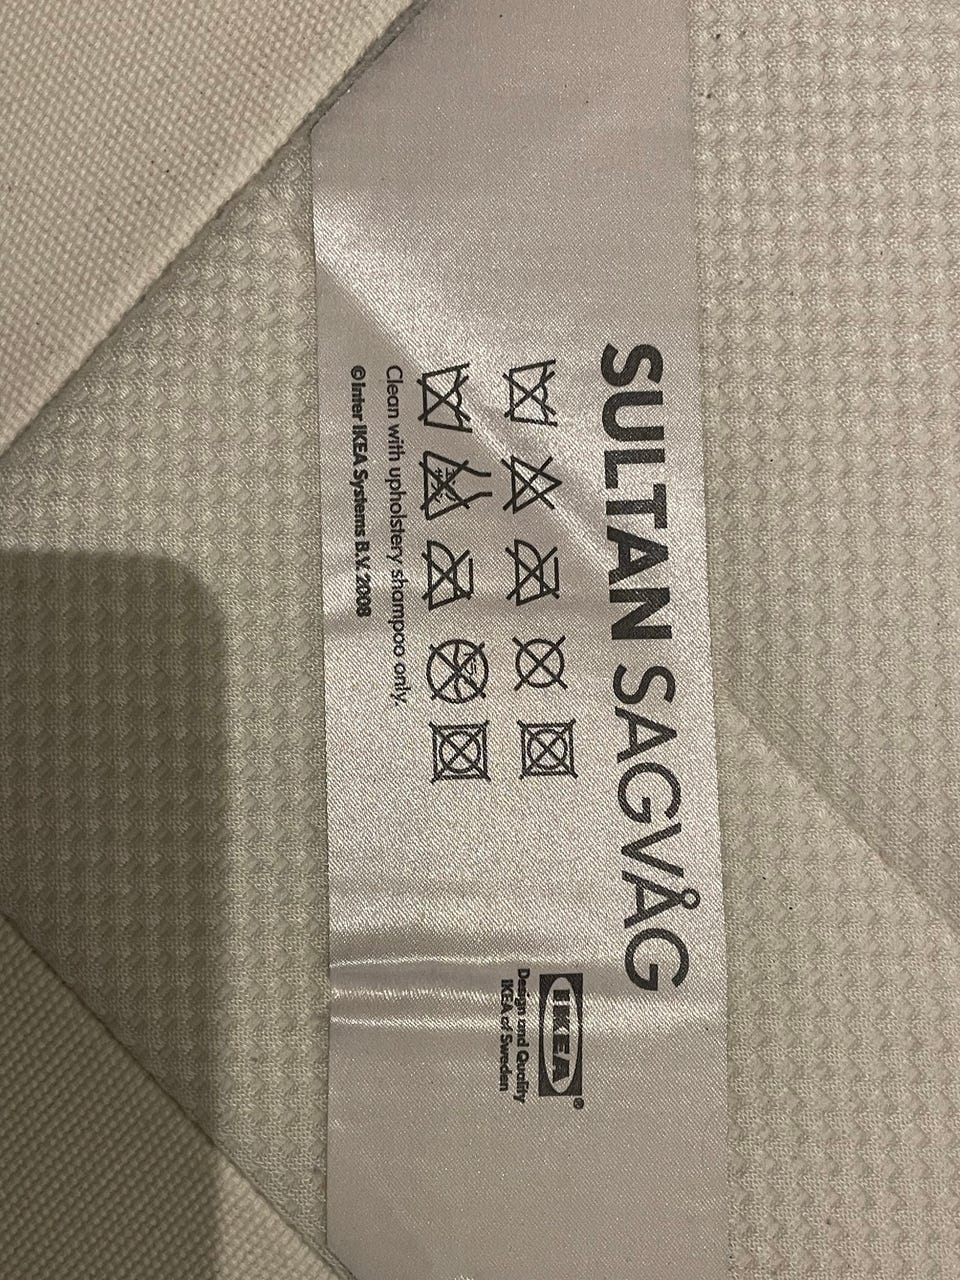 SULTAN SAGVÅG
Clean with upholstery shampoo only.
© Inter IKEA Systems B.V. 2008
IKEA®
Design and Quality
IKEA of Sweden